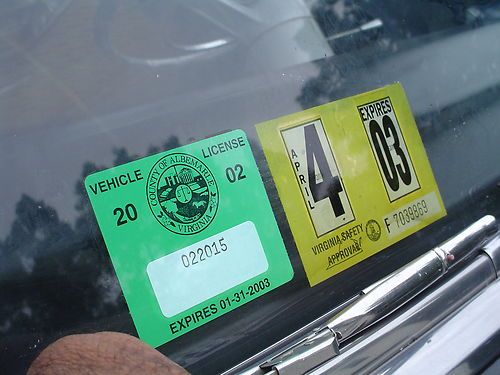 VEHICLE LICENSE
20 02
COUNTY OF ALBEMARLE
VIRGINIA
022015
EXPIRES 01-31-2003
APRIL
4
EXPIRES
03
VIRGINIA SAFETY
APPROVAL
F 7039869